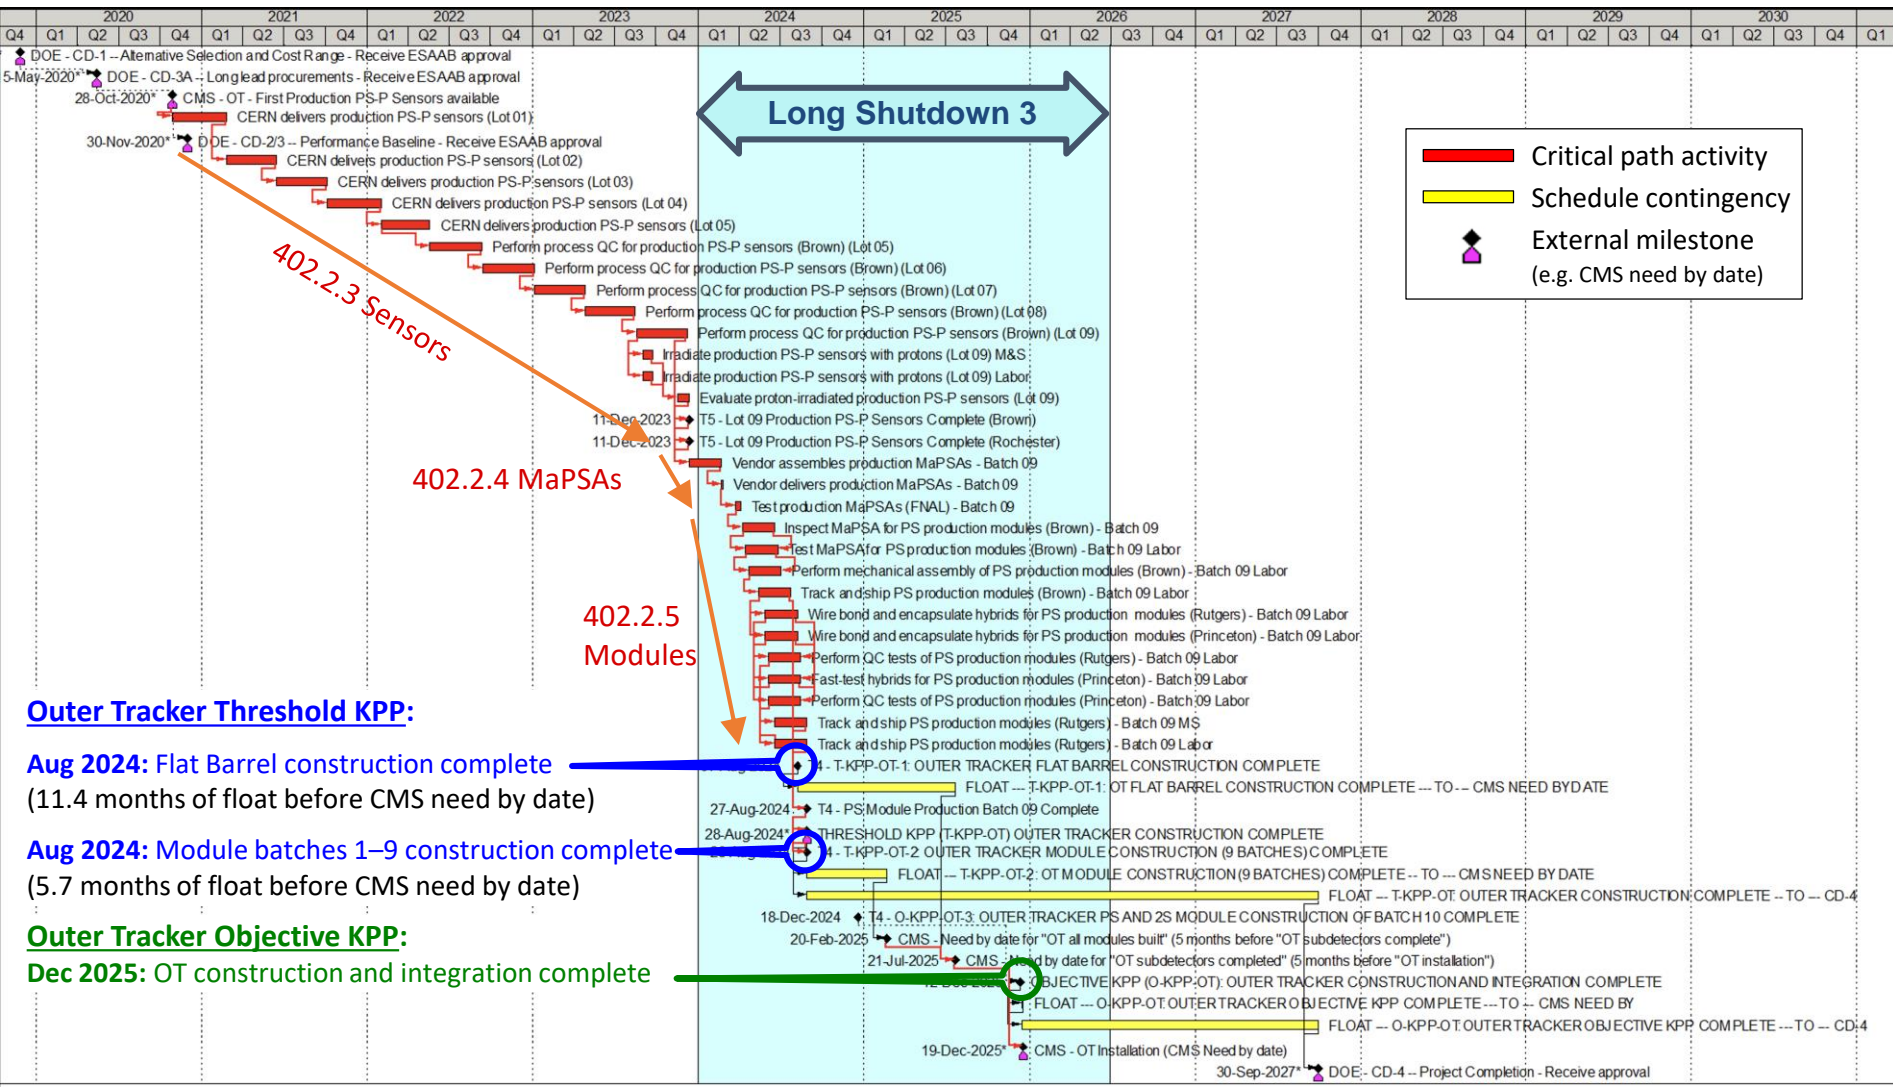 2020 2021 2022 2023 2024 2025 2026 2027 2028 2029 2030
Q4 Q1 Q2 Q3 Q4 Q1 Q2 Q3 Q4 Q1 Q2 Q3 Q4 Q1 Q2 Q3 Q4 Q1 Q2 Q3 Q4 Q1 Q2 Q3 Q4 Q1 Q2 Q3 Q4 Q1 Q2 Q3 Q4 Q1 Q2 Q3 Q4 Q1 Q2 Q3 Q4 Q1 Q2 Q3 Q4 Q1
DOE - CD-1 -- Alternative Selection and Cost Range - Receive ESAAB approval
5-May-2020* DOE - CD-3A -- Long lead procurements - Receive ESAAB approval
28-Oct-2020* CMS - OT - First Production PS-P Sensors available
CERN delivers production PS-P sensors (Lot 01)
30-Nov-2020* DOE - CD-2/3 -- Performance Baseline - Receive ESAAB approval
CERN delivers production PS-P sensors (Lot 02)
CERN delivers production PS-P sensors (Lot 03)
CERN delivers production PS-P sensors (Lot 04)
CERN delivers production PS-P sensors (Lot 05)
Perform process QC for production PS-P sensors (Brown) (Lot 05)
Perform process QC for production PS-P sensors (Brown) (Lot 06)
Perform process QC for production PS-P sensors (Brown) (Lot 07)
Perform process QC for production PS-P sensors (Brown) (Lot 08)
Perform process QC for production PS-P sensors (Brown) (Lot 09)
Irradiate production PS-P sensors with protons (Lot 09) M&S
Irradiate production PS-P sensors with protons (Lot 09) Labor
Evaluate proton-irradiated production PS-P sensors (Lot 09)
11-Dec-2023 T5 - Lot 09 Production PS-P Sensors Complete (Brown)
11-Dec-2023 T5 - Lot 09 Production PS-P Sensors Complete (Rochester)
Vendor assembles production MaPSAs - Batch 09
Vendor delivers production MaPSAs - Batch 09
Test production MaPSAs (FNAL) - Batch 09
Inspect MaPSA for PS production modules (Brown) - Batch 09
Test MaPSA for PS production modules (Brown) - Batch 09 Labor
Perform mechanical assembly of PS production modules (Brown) - Batch 09 Labor
Track and ship PS production modules (Brown) - Batch 09 Labor
Wire bond and encapsulate hybrids for PS production modules (Rutgers) - Batch 09 Labor
Wire bond and encapsulate hybrids for PS production modules (Princeton) - Batch 09 Labor
Perform QC tests of PS production modules (Rutgers) - Batch 09 Labor
Fast-test hybrids for PS production modules (Princeton) - Batch 09 Labor
Perform QC tests of PS production modules (Princeton) - Batch 09 Labor
Track and ship PS production modules (Rutgers) - Batch 09 MS
Track and ship PS production modules (Rutgers) - Batch 09 Labor
T4 - T-KPP-OT-1: OUTER TRACKER FLAT BARREL CONSTRUCTION COMPLETE
FLOAT --- T-KPP-OT-1: OT FLAT BARREL CONSTRUCTION COMPLETE --- TO --- CMS NEED BY DATE
27-Aug-2024 T4 - PS Module Production Batch 09 Complete
28-Aug-2024* THRESHOLD KPP (T-KPP-OT) OUTER TRACKER CONSTRUCTION COMPLETE
T4 - T-KPP-OT-2: OUTER TRACKER MODULE CONSTRUCTION (9 BATCHES) COMPLETE
FLOAT --- T-KPP-OT-2: OT MODULE CONSTRUCTION (9 BATCHES) COMPLETE -- TO --- CMS NEED BY DATE
FLOAT --- T-KPP-OT: OUTER TRACKER CONSTRUCTION COMPLETE -- TO --- CD-4
18-Dec-2024 T4 - O-KPP-OT-3: OUTER TRACKER PS AND 2S MODULE CONSTRUCTION OF BATCH 10 COMPLETE
20-Feb-2025 CMS - Need by date for "OT all modules built" (5 months before "OT subdetectors complete")
21-Jul-2025 CMS - Need by date for "OT subdetectors completed" (5 months before "OT installation")
OBJECTIVE KPP (O-KPP-OT): OUTER TRACKER CONSTRUCTION AND INTEGRATION COMPLETE
FLOAT --- O-KPP-OT: OUTER TRACKER OBJECTIVE KPP COMPLETE --- TO --- CMS NEED BY
FLOAT --- O-KPP-OT: OUTER TRACKER OBJECTIVE KPP COMPLETE --- TO --- CD-4
19-Dec-2025* CMS - OT Installation (CMS Need by date)
30-Sep-2027* DOE - CD-4 -- Project Completion - Receive approval
Long Shutdown 3
Critical path activity
Schedule contingency
External milestone
(e.g. CMS need by date)
402.2.3 Sensors
402.2.4 MaPSAs
402.2.5
Modules
Outer Tracker Threshold KPP:
Aug 2024: Flat Barrel construction complete
(11.4 months of float before CMS need by date)
Aug 2024: Module batches 1–9 construction complete
(5.7 months of float before CMS need by date)
Outer Tracker Objective KPP:
Dec 2025: OT construction and integration complete